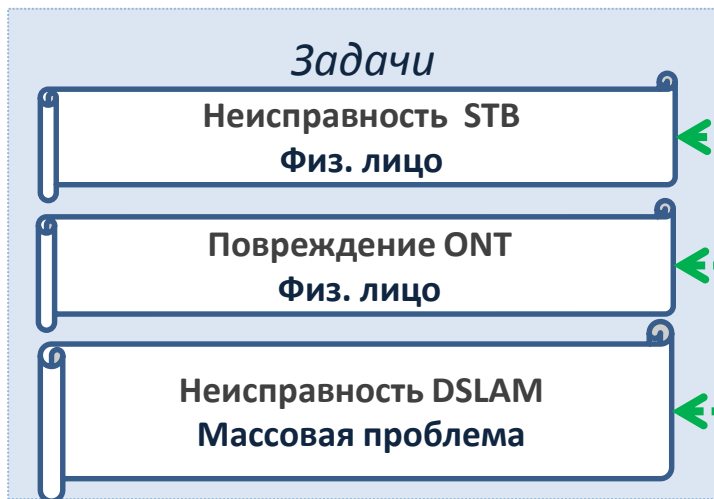 Задачи
Неисправность STB
Физ. лицо
Повреждение ONT
Физ. лицо
Неисправность DSLAM
Массовая проблема